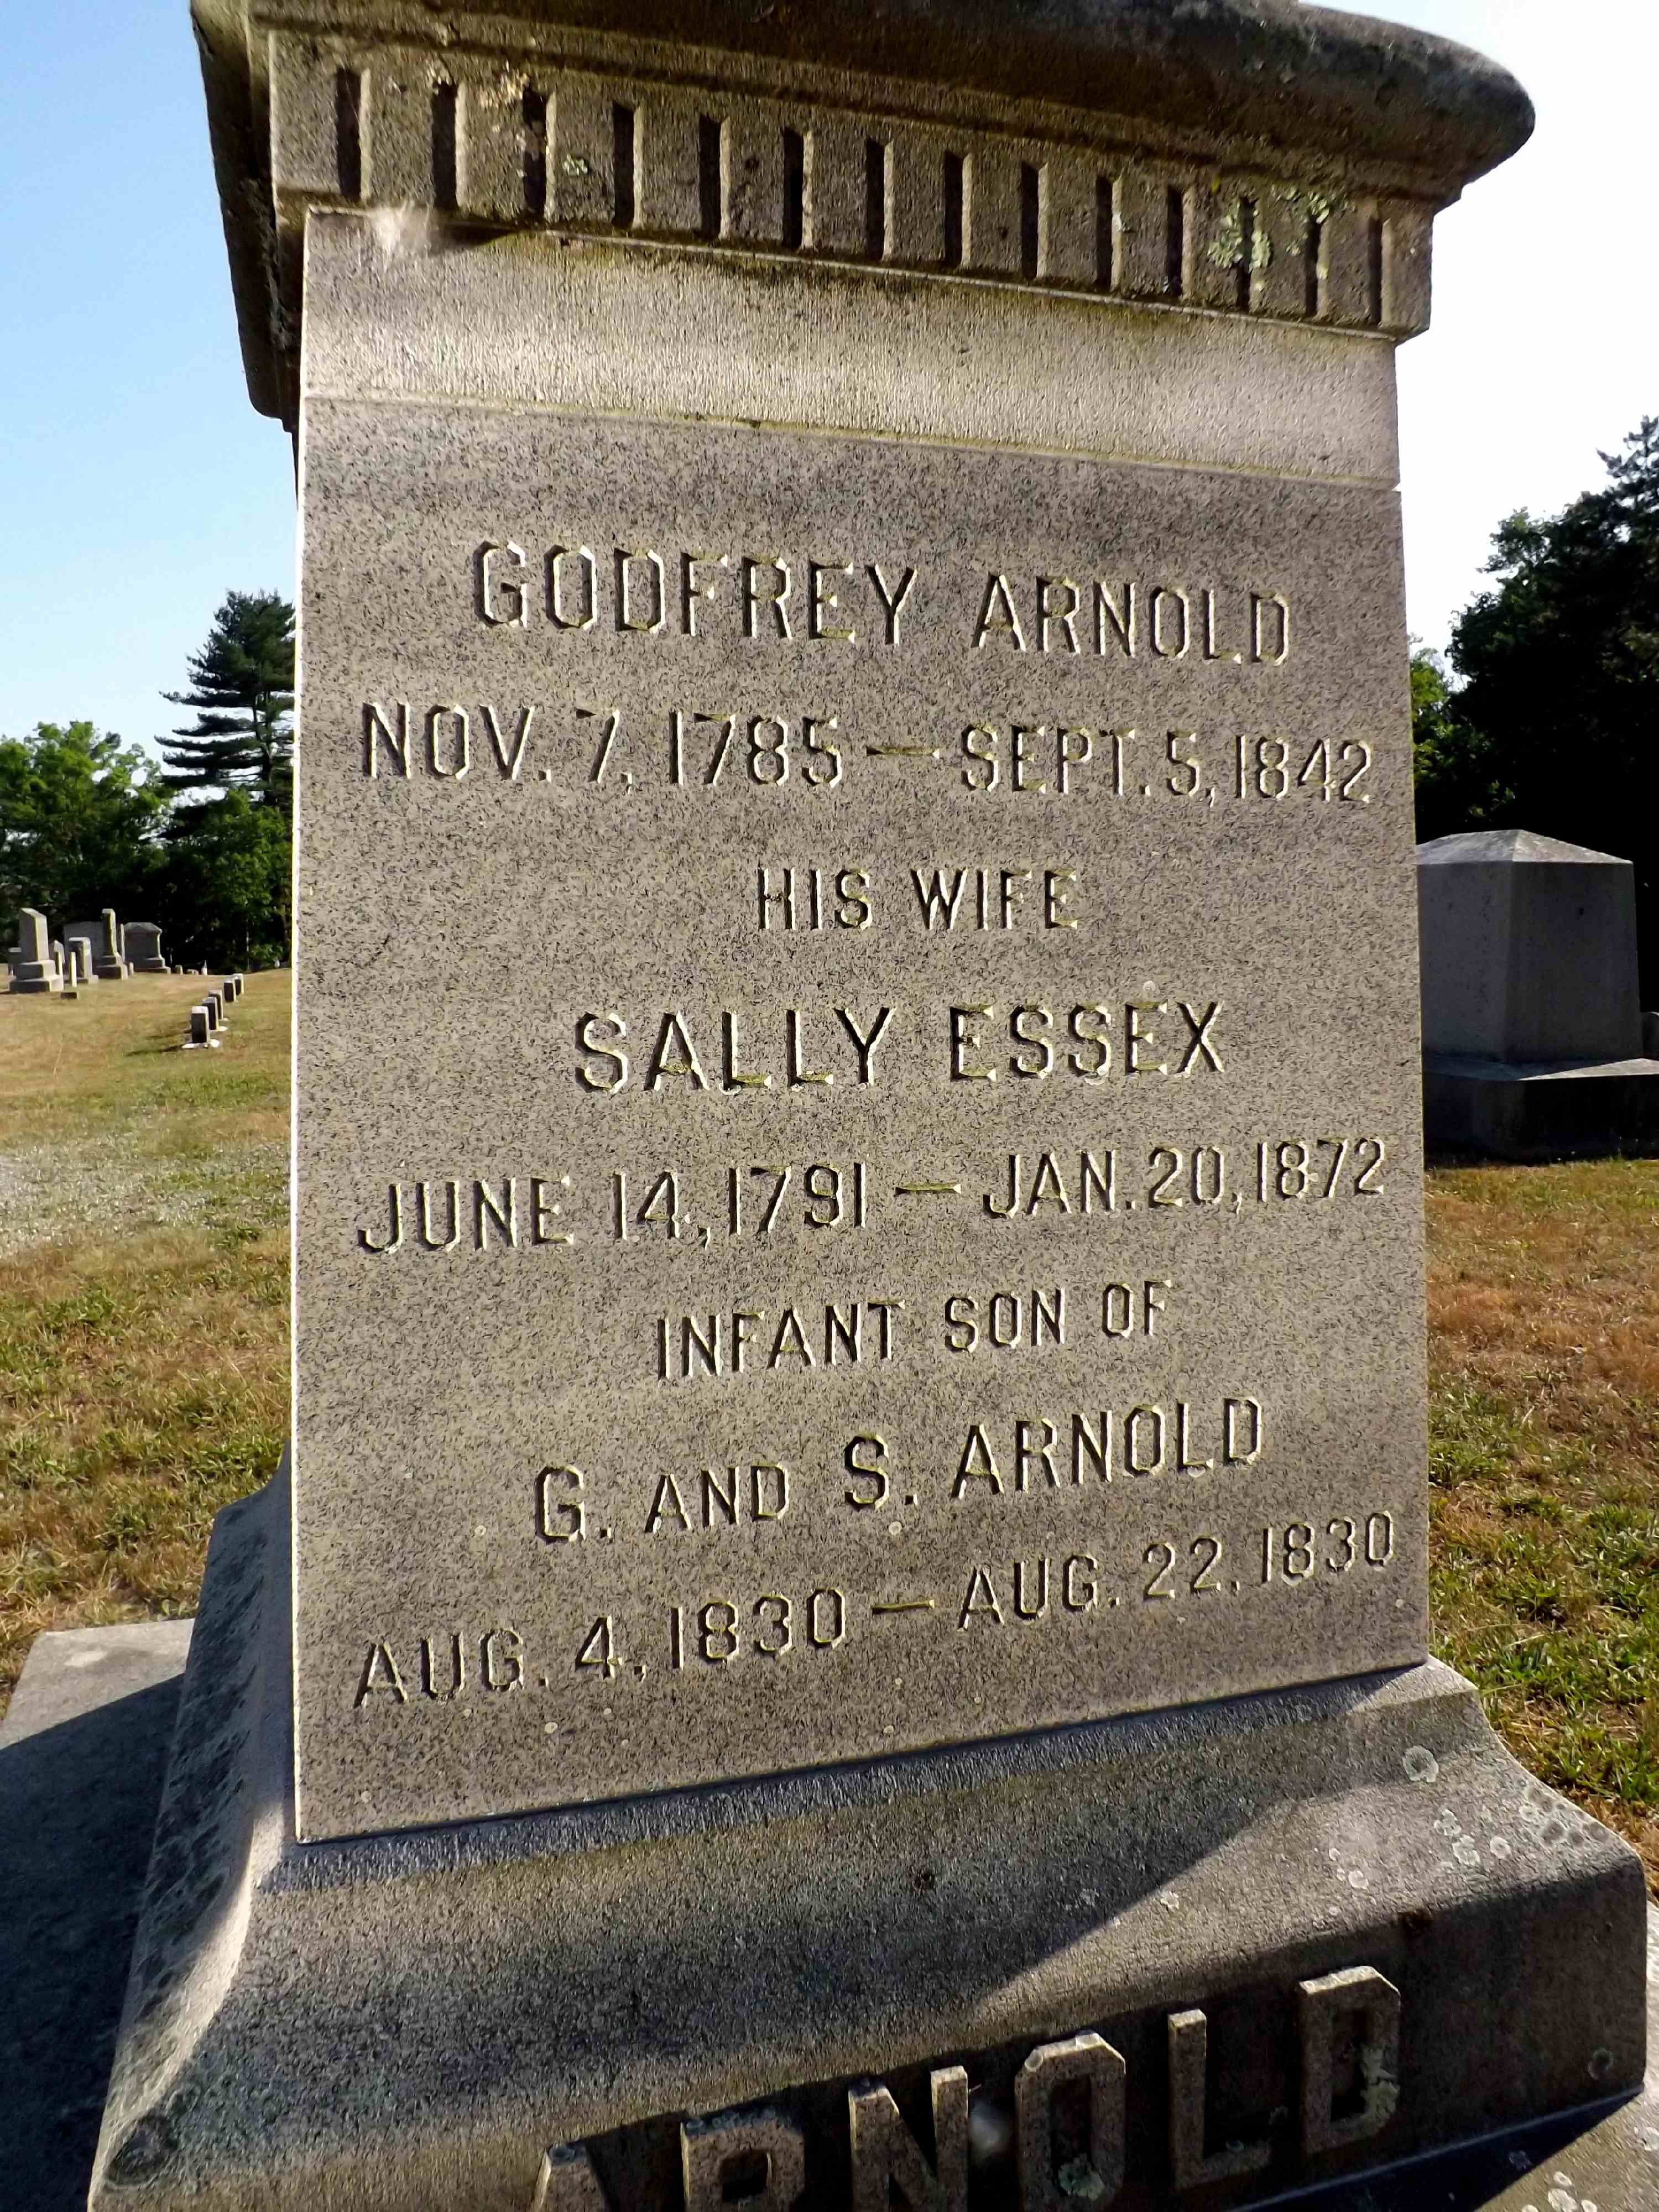 GODFREY ARNOLD
NOV. 7, 1785 — SEPT. 5, 1842
HIS WIFE
SALLY ESSEX
JUNE 14, 1791 — JAN. 20, 1872
INFANT SON OF
G. AND S. ARNOLD
AUG. 4, 1830 — AUG. 22, 1830
ARNOLD